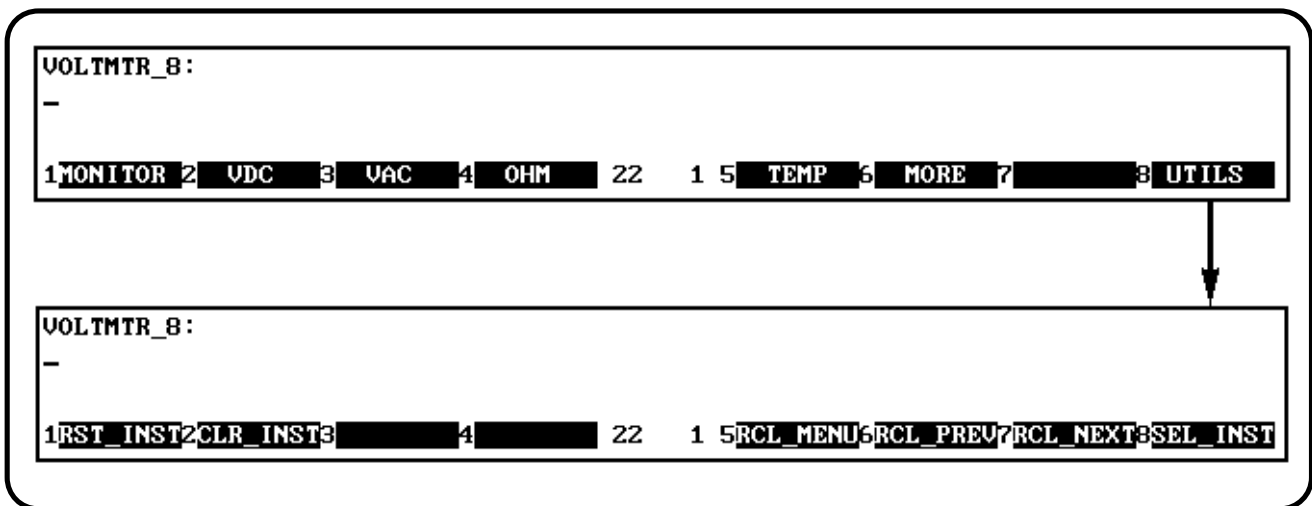 VOLTMTR_8:
_
1MONITOR 2 VDC 3 VAC 4 OHM 22 1 5 TEMP 6 MORE 7 8 UTILS
VOLTMTR_8:
_
1RST_INST2CLR_INST3 4 22 1 5RCL_MENU6RCL_PREV7RCL_NEXT8SEL_INST